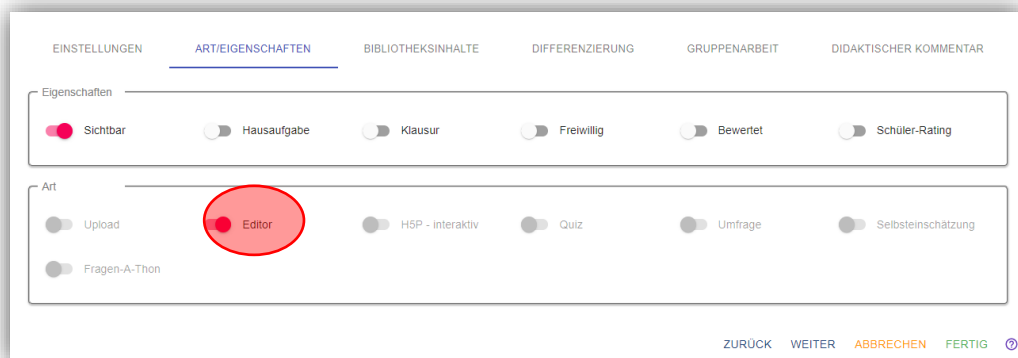 EINSTELLUNGEN ART/EIGENSCHAFTEN BIBLIOTHEKSINHALTE DIFFERENZIERUNG GRUPPENARBEIT DIDAKTISCHER KOMMENTAR
Eigenschaften
Sichtbar Hausaufgabe Klausur Freiwillig Bewertet Schüler-Rating
Art
Upload Editor H5P - interaktiv Quiz Umfrage Selbsteinschätzung
Fragen-A-Thon
ZURÜCK WEITER ABBRECHEN FERTIG ?